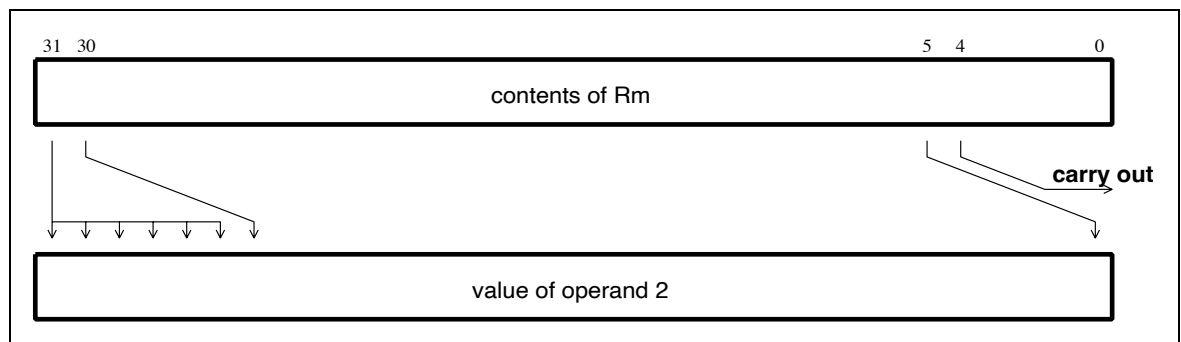 31 30 5 4 0
contents of Rm
carry out
value of operand 2